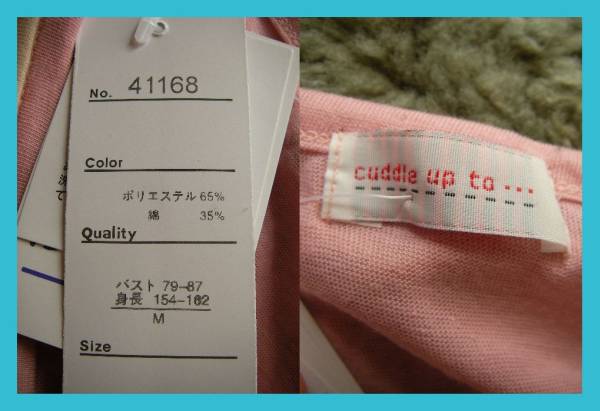 No. 41168
Color
ポリエステル 65%
綿 35%
Quality
バスト 79-87
身長 154-162
M
Size
cuddle up to ...